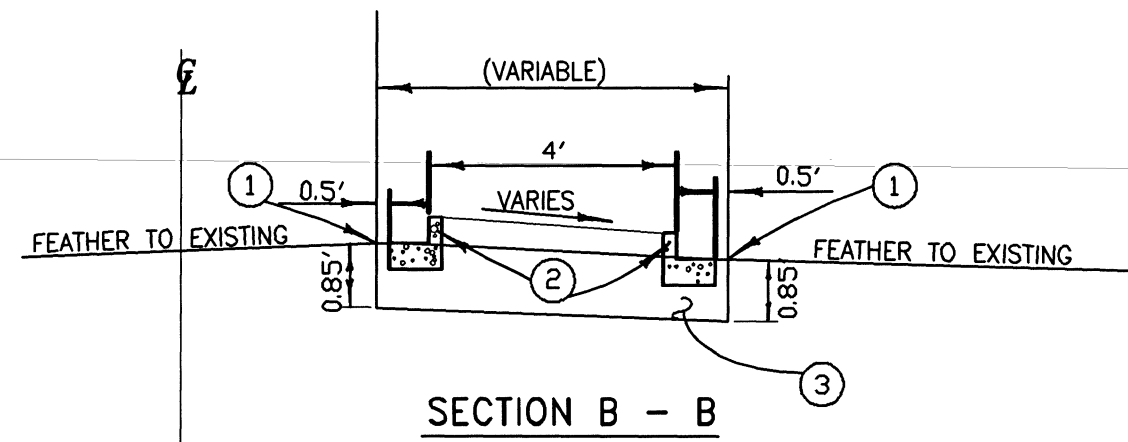 ℄
(VARIABLE)
4'
1
0.5'
VARIES
0.5'
1
FEATHER TO EXISTING
FEATHER TO EXISTING
0.85'
2
0.85'
3
SECTION B - B